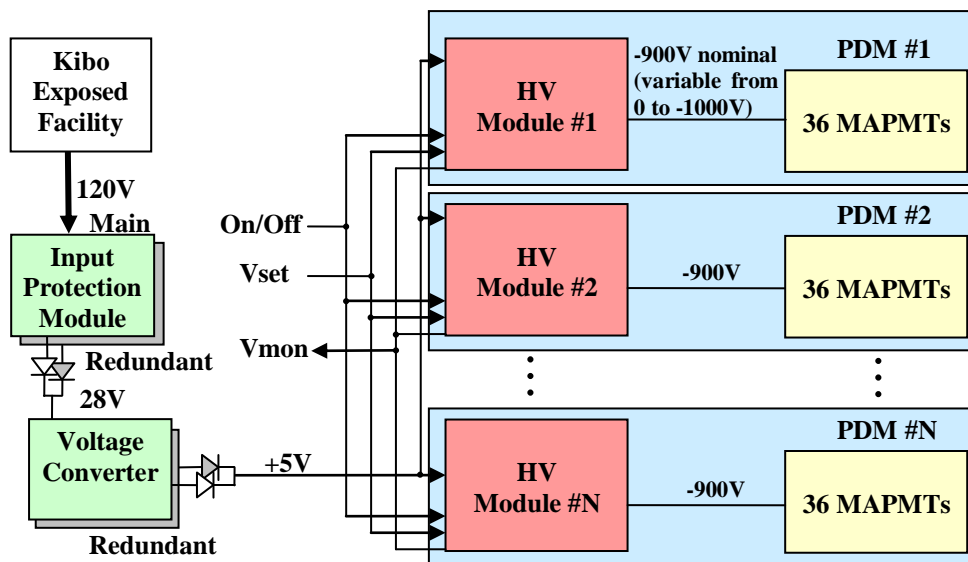 Kibo
Exposed
Facility
120V
Main
Input
Protection
Module
Redundant
28V
Voltage
Converter
Redundant
+5V
On/Off
Vset
Vmon
PDM #1
HV
Module #1
-900V nominal
(variable from
0 to -1000V)
36 MAPMTs
PDM #2
HV
Module #2
-900V
36 MAPMTs
PDM #N
HV
Module #N
-900V
36 MAPMTs